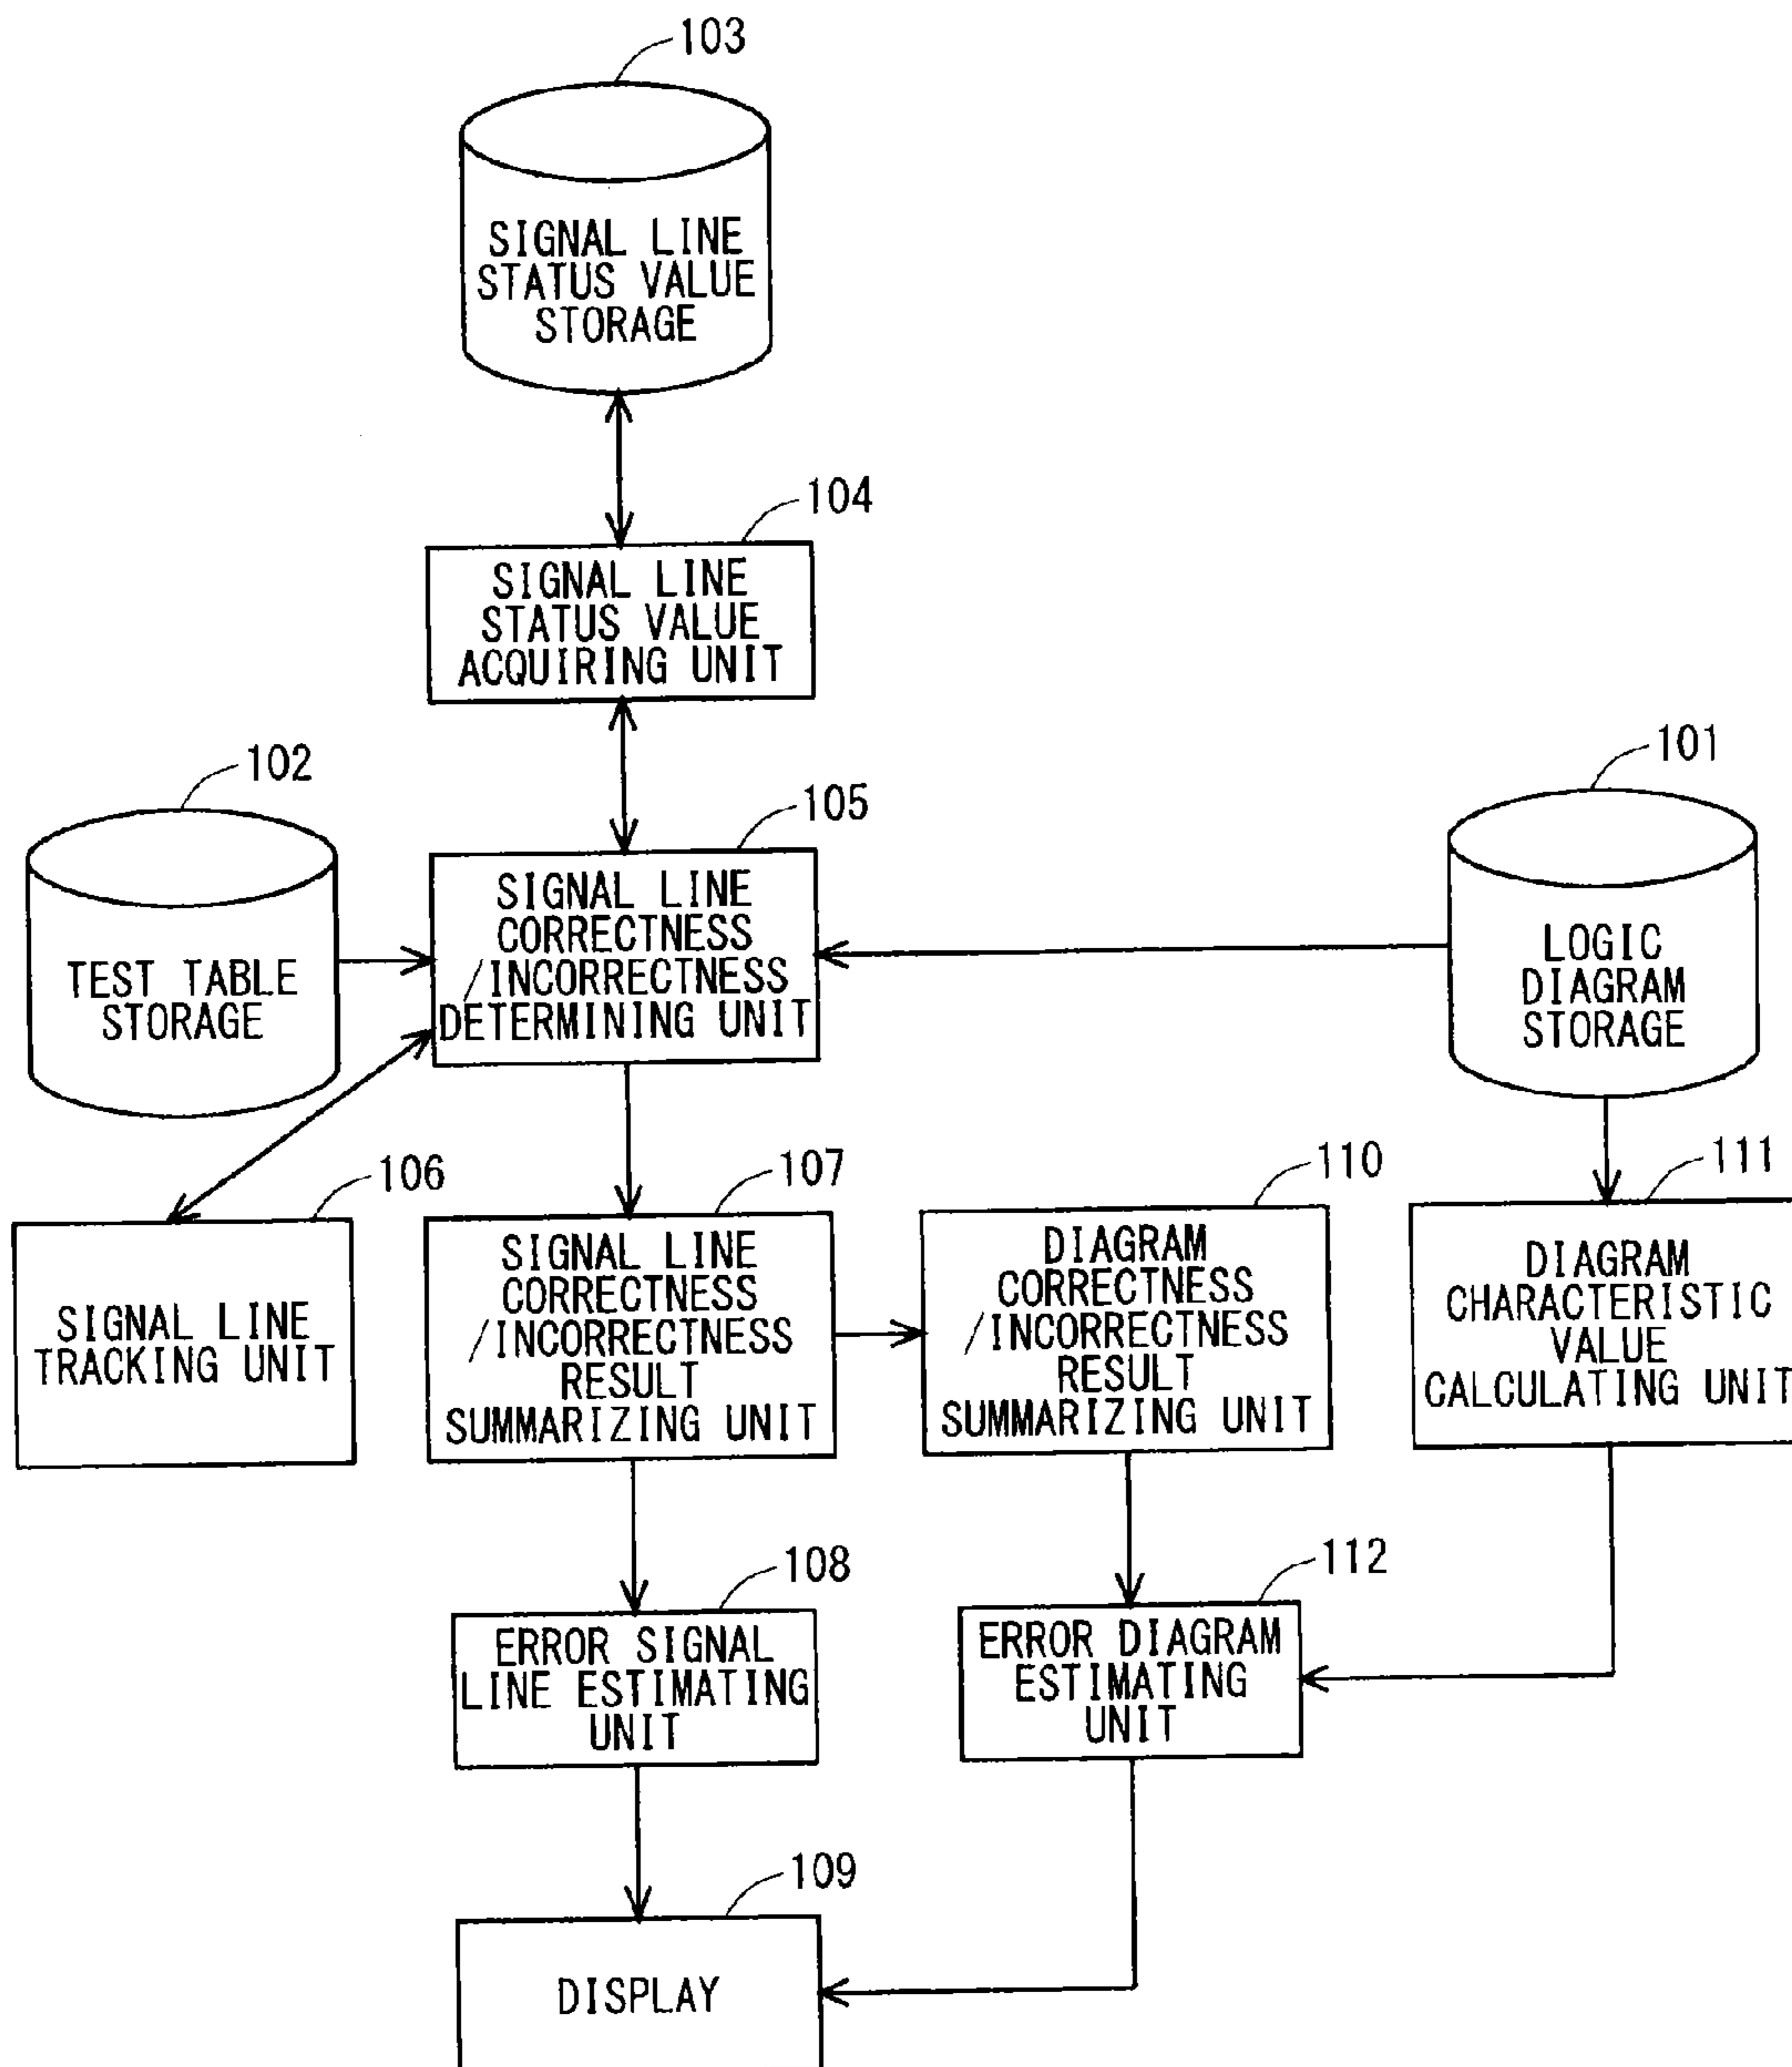 103
SIGNAL LINE
STATUS VALUE
STORAGE
104
SIGNAL LINE
STATUS VALUE
ACQUIRING UNIT
102
TEST TABLE
STORAGE
105
SIGNAL LINE
CORRECTNESS
/INCORRECTNESS
DETERMINING UNIT
101
LOGIC
DIAGRAM
STORAGE
106
SIGNAL LINE
TRACKING UNIT
107
SIGNAL LINE
CORRECTNESS
/INCORRECTNESS
RESULT
SUMMARIZING UNIT
110
DIAGRAM
CORRECTNESS
/INCORRECTNESS
RESULT
SUMMARIZING UNIT
111
DIAGRAM
CHARACTERISTIC
VALUE
CALCULATING UNIT
108
ERROR SIGNAL
LINE ESTIMATING
UNIT
112
ERROR DIAGRAM
ESTIMATING
UNIT
109
DISPLAY